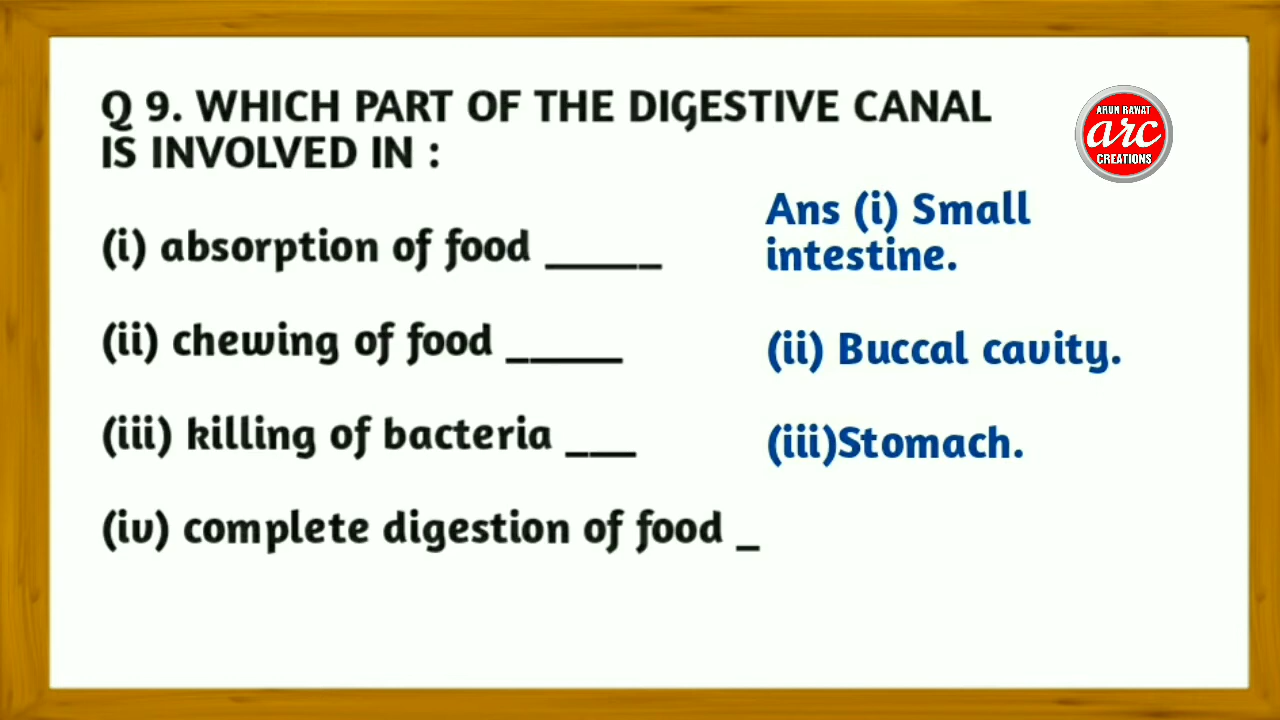 Q 9. WHICH PART OF THE DIGESTIVE CANAL
IS INVOLVED IN :
ARUN RAWAT
arc
CREATIONS
(i) absorption of food _____
Ans (i) Small
intestine.
(ii) chewing of food _____
(ii) Buccal cavity.
(iii) killing of bacteria ___
(iii)Stomach.
(iv) complete digestion of food _